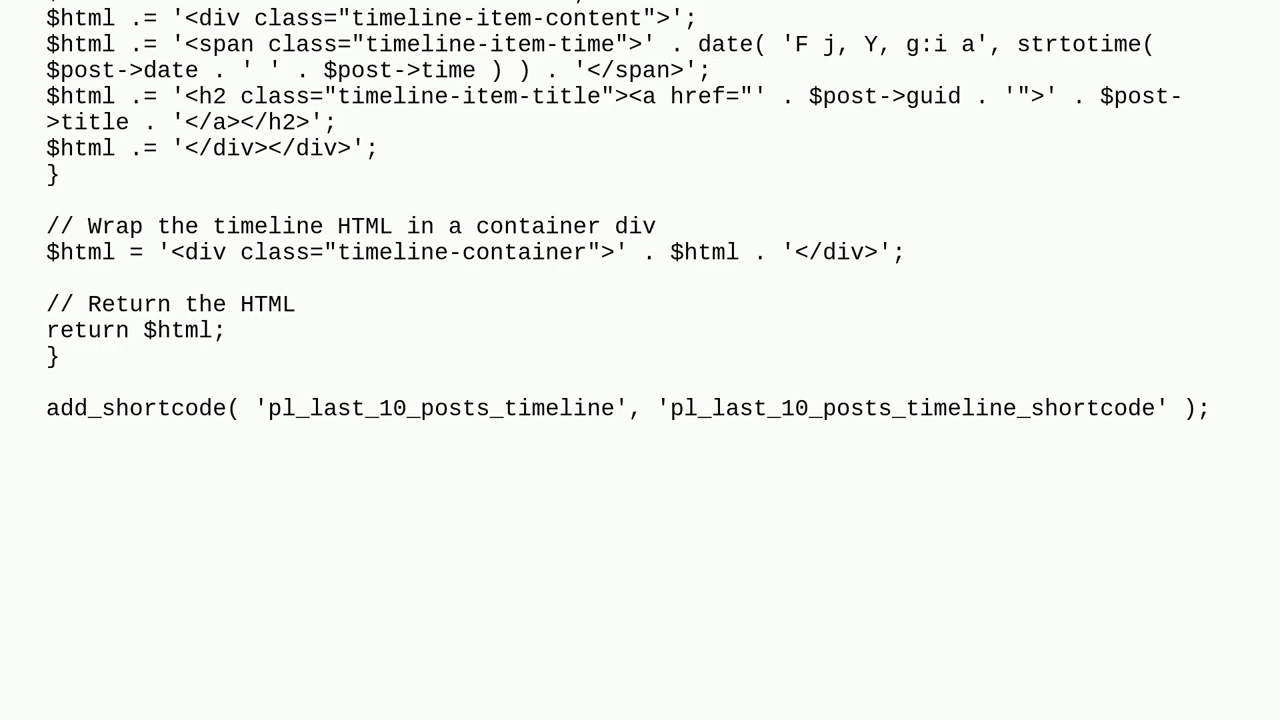 $html .= '<div class="timeline-item-content">';
$html .= '<span class="timeline-item-time">' . date( 'F j, Y, g:i a', strtotime(
$post->date . ' ' . $post->time ) ) . '</span>';
$html .= '<h2 class="timeline-item-title"><a href="' . $post->guid . '">' . $post-
>title . '</a></h2>';
$html .= '</div></div>';
}
// Wrap the timeline HTML in a container div
$html = '<div class="timeline-container">' . $html . '</div>';
// Return the HTML
return $html;
}
add_shortcode( 'pl_last_10_posts_timeline', 'pl_last_10_posts_timeline_shortcode' );